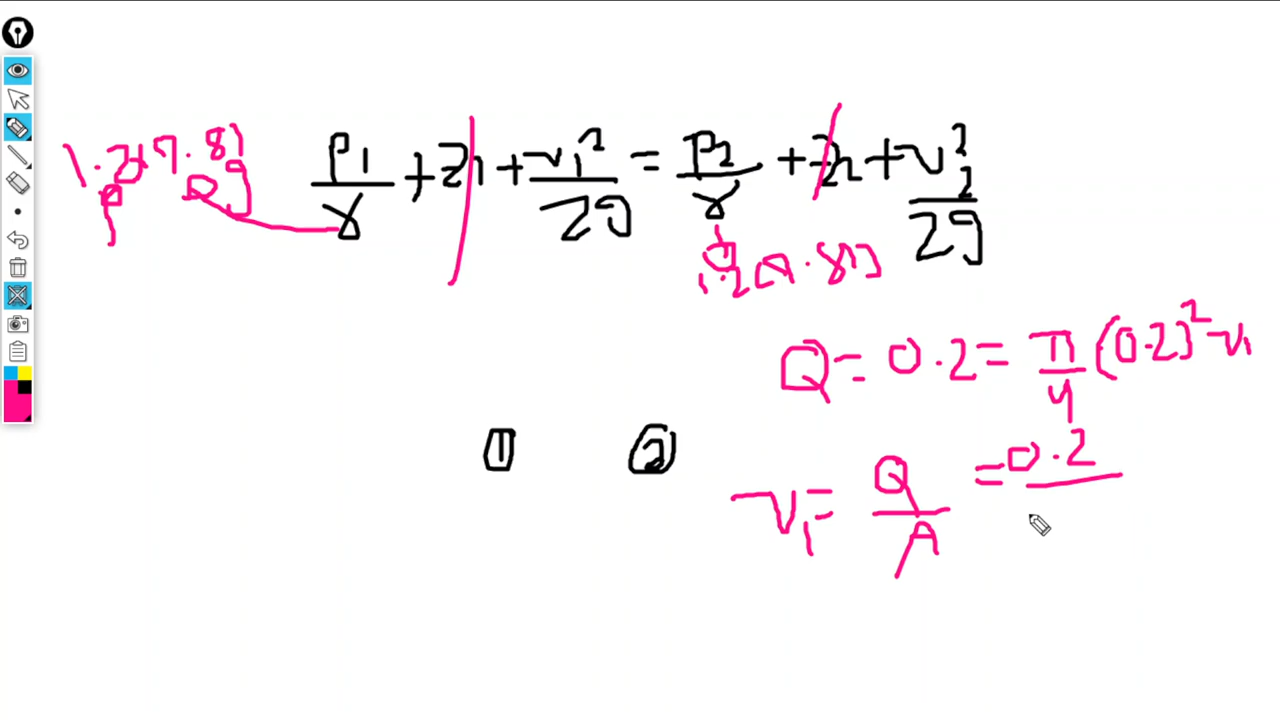 1.2(9.81)
P1/γ + Z1 + V1²/2g = P2/γ + Z2 + V2²/2g
1.2(9.81)
Q = 0.2 = π/4 (0.2)² V1
① ②
V1 = Q/A = 0.2